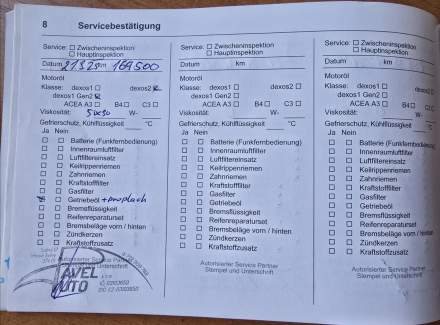 8 Servicebestätigung
Service: ☐ Zwischeninspektion
☐ Hauptinspektion
Datum 27.3.25 km 169500
Motoröl
Klasse: dexos1 ☐ dexos2
dexos1 Gen2
ACEA A3 ☐ B4 ☐ C3 ☐
Viskosität: 5W30 W-
Gefrierschutz, Kühlflüssigkeit °C
Ja Nein
☐ ☐ Batterie (Funkfernbedienung)
☐ ☐ Innenraumluftfilter
☐ ☐ Luftfiltereinsatz
☐ ☐ Keilrippenriemen
☐ ☐ Zahnriemen
☐ ☐ Kraftstofffilter
☐ ☐ Gasfilter
☒ ☐ Getriebeöl
☐ ☐ Bremsflüssigkeit
☐ ☐ Reifenreparaturset
☐ ☐ Bremsbeläge vorn / hinten
☐ ☐ Zündkerzen
☐ ☐ Kraftstoffzusatz
Service: ☐ Zwischeninspektion
☐ Hauptinspektion
Datum km
Motoröl
Klasse: dexos1 ☐ dexos2 ☐
dexos1 Gen2 ☐
ACEA A3 ☐ B4 ☐ C3 ☐
Viskosität: W-
Gefrierschutz, Kühlflüssigkeit °C
Ja Nein
☐ ☐ Batterie (Funkfernbedienung)
☐ ☐ Innenraumluftfilter
☐ ☐ Luftfiltereinsatz
☐ ☐ Keilrippenriemen
☐ ☐ Zahnriemen
☐ ☐ Kraftstofffilter
☐ ☐ Gasfilter
☐ ☐ Getriebeöl
☐ ☐ Bremsflüssigkeit
☐ ☐ Reifenreparaturset
☐ ☐ Bremsbeläge vorn / hinten
☐ ☐ Zündkerzen
☐ ☐ Kraftstoffzusatz
Autorisierter Service Partner
Stempel und Unterschrift
Service: ☐ Zwischeninspektion
☐ Hauptinspektion
Datum km
Motoröl
Klasse: dexos1 ☐ dexos2
dexos1 Gen2 ☐
ACEA A3 ☐ B4 ☐
Viskosität: W-
Gefrierschutz, Kühlflüssigkeit
Ja Nein
☐ ☐ Batterie (Funkfernbedienung)
☐ ☐ Innenraumluftfilter
☐ ☐ Luftfiltereinsatz
☐ ☐ Keilrippenriemen
☐ ☐ Zahnriemen
☐ ☐ Kraftstofffilter
☐ ☐ Gasfilter
☐ ☐ Getriebeöl
☐ ☐ Bremsflüssigkeit
☐ ☐ Reifenreparaturset
☐ ☐ Bremsbeläge vorn / hinten
☐ ☐ Zündkerzen
☐ ☐ Kraftstoffzusatz
Autorisierter Service Partner
Stempel und Unterschrift